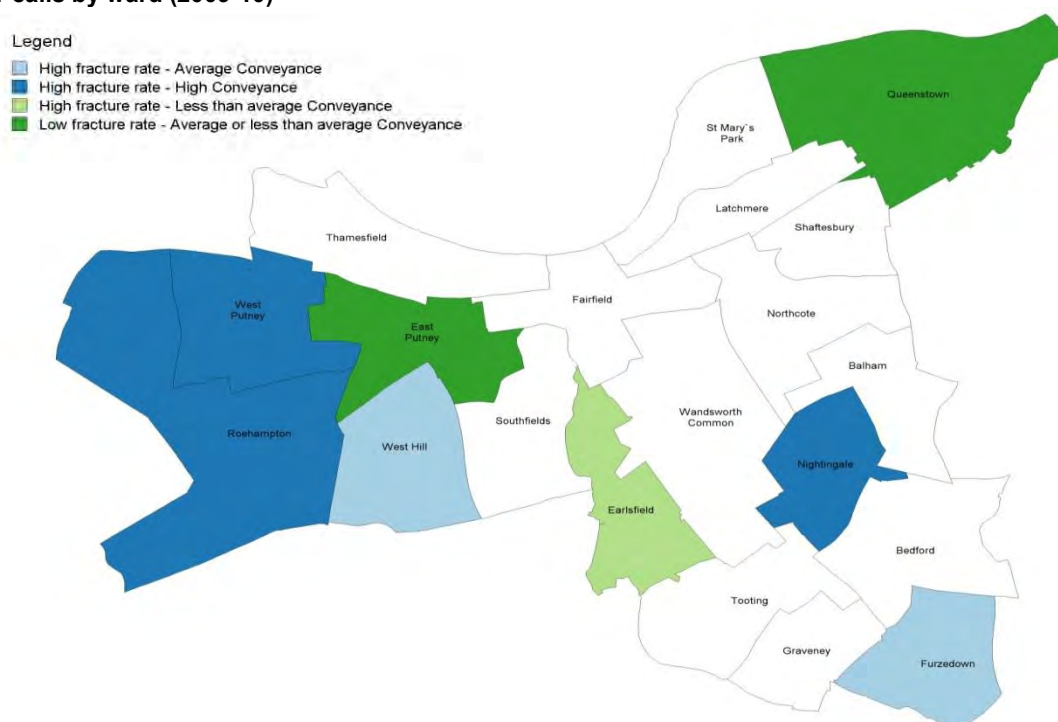 calls by ward (2009-10)
Legend
High fracture rate - Average Conveyance
High fracture rate - High Conveyance
High fracture rate - Less than average Conveyance
Low fracture rate - Average or less than average Conveyance
Queenstown
St Mary`s
Park
Latchmere
Shaftesbury
Thamesfield
Fairfield
West
Putney
Northcote
East
Putney
Balham
Wandsworth
Common
Southfields
Roehampton
West Hill
Nightingale
Earlsfield
Bedford
Tooting
Graveney
Furzedown